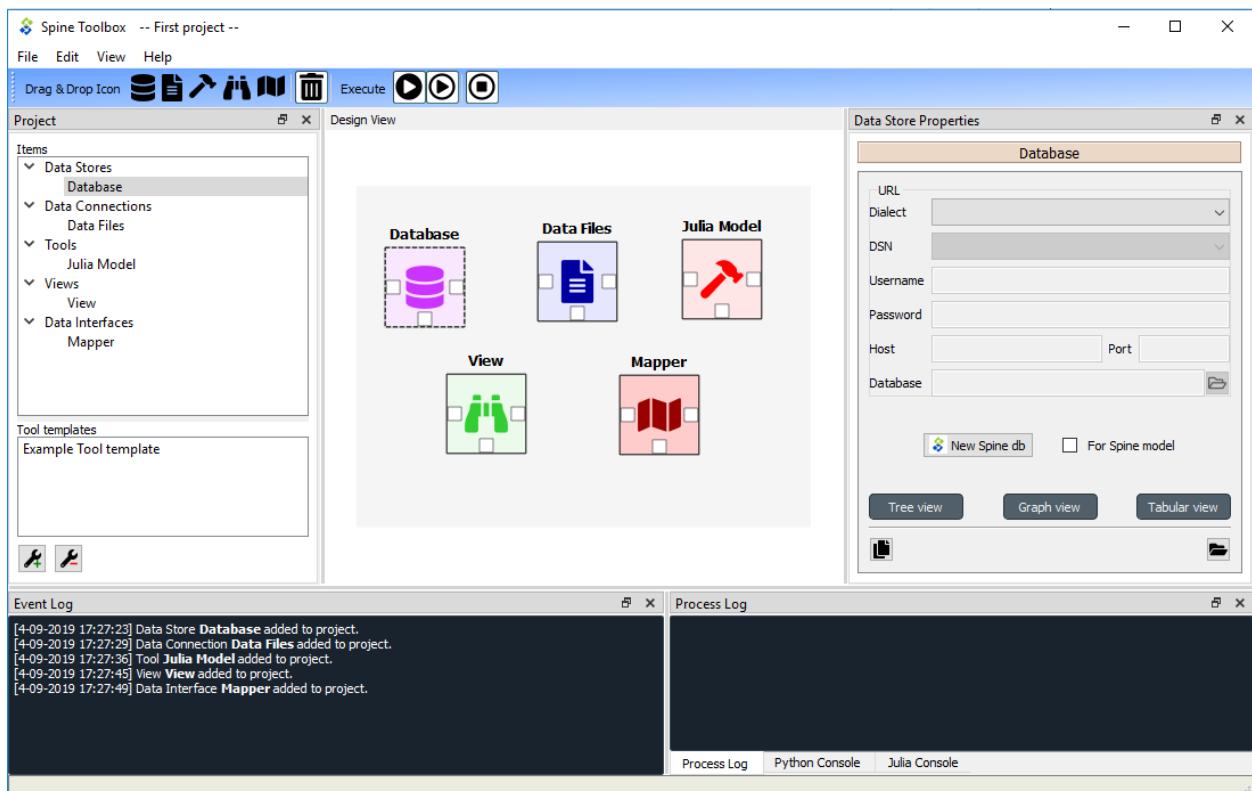 Spine Toolbox -- First project --
File Edit View Help
Drag & Drop Icon Execute
Project
Items
Data Stores
Database
Data Connections
Data Files
Tools
Julia Model
Views
View
Data Interfaces
Mapper
Tool templates
Example Tool template
Design View
Database
Data Files
Julia Model
View
Mapper
Data Store Properties
Database
URL
Dialect
DSN
Username
Password
Host Port
Database
New Spine db For Spine model
Tree view Graph view Tabular view
Event Log
[4-09-2019 17:27:23] Data Store Database added to project.
[4-09-2019 17:27:29] Data Connection Data Files added to project.
[4-09-2019 17:27:36] Tool Julia Model added to project.
[4-09-2019 17:27:45] View View added to project.
[4-09-2019 17:27:49] Data Interface Mapper added to project.
Process Log
Process Log Python Console Julia Console